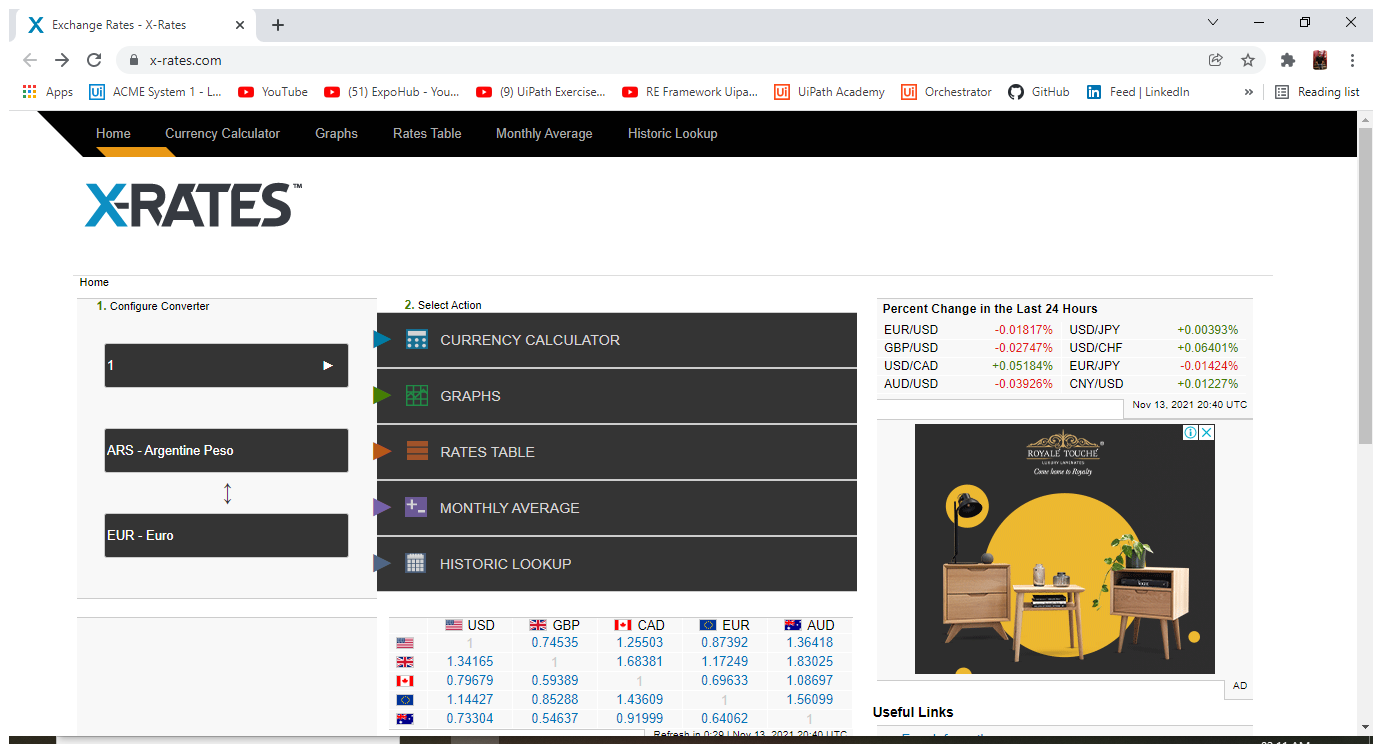 Exchange Rates - X-Rates
x-rates.com
Apps ACME System 1 - L... YouTube (51) ExpoHub - You... (9) UiPath Exercise... RE Framework Uipa... UiPath Academy Orchestrator GitHub Feed | LinkedIn » Reading list
Home Currency Calculator Graphs Rates Table Monthly Average Historic Lookup
X-RATES™
Home
1. Configure Converter
1
ARS - Argentine Peso
EUR - Euro
2. Select Action
CURRENCY CALCULATOR
GRAPHS
RATES TABLE
MONTHLY AVERAGE
HISTORIC LOOKUP
Percent Change in the Last 24 Hours
EUR/USD -0.01817% USD/JPY +0.00393%
GBP/USD -0.02747% USD/CHF +0.06401%
USD/CAD +0.05184% EUR/JPY -0.01424%
AUD/USD -0.03926% CNY/USD +0.01227%
Nov 13, 2021 20:40 UTC
ROYALE TOUCHÉ
LUXURY LAMINATES
Come home to Royalty
AD
USD GBP CAD EUR AUD
1 0.74535 1.25503 0.87392 1.36418
1.34165 1 1.68381 1.17249 1.83025
0.79679 0.59389 1 0.69633 1.08697
1.14427 0.85288 1.43609 1 1.56099
0.73304 0.54637 0.91999 0.64062 1
Refresh in 0:29 | Nov 13, 2021 20:40 UTC
Useful Links